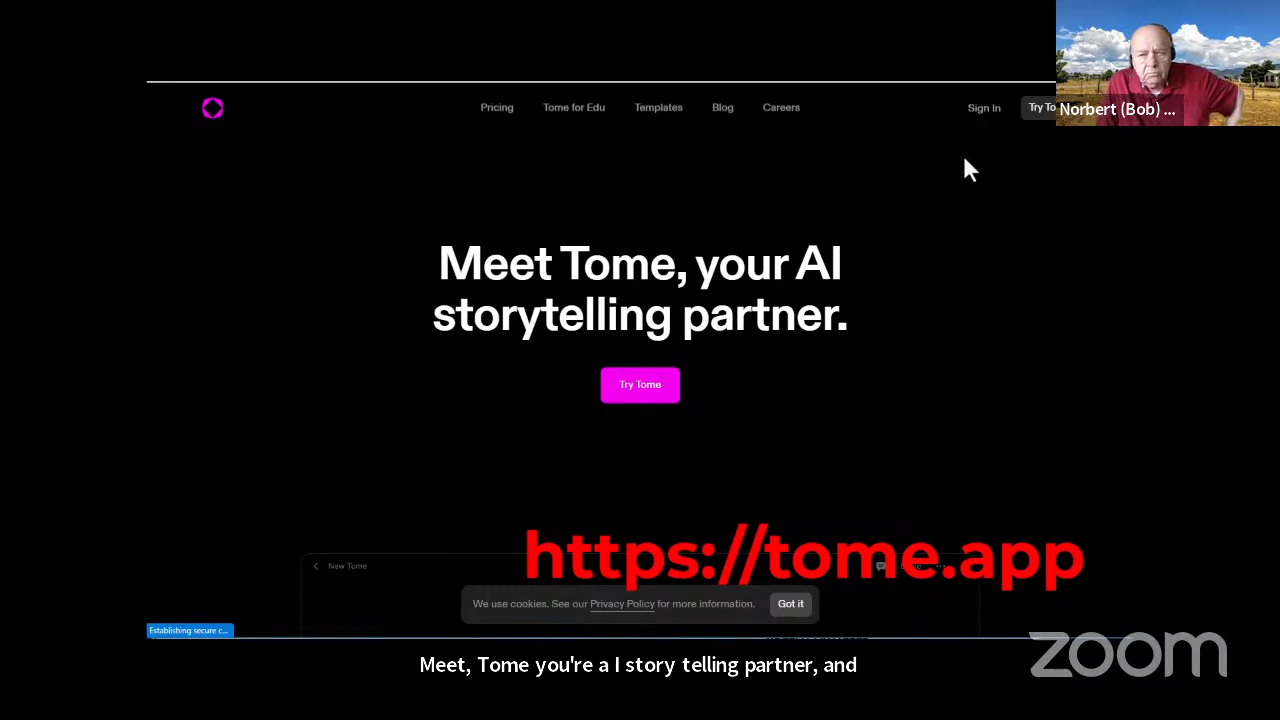 Pricing
Tome for Edu
Templates
Blog
Careers
Sign In
Try To
Norbert (Bob) ...
Meet Tome, your AI
storytelling partner.
Try Tome
https://tome.app
New Tome
We use cookies. See our Privacy Policy for more information.
Got it
Establishing secure c...
Meet, Tome you're a I story telling partner, and
zoom